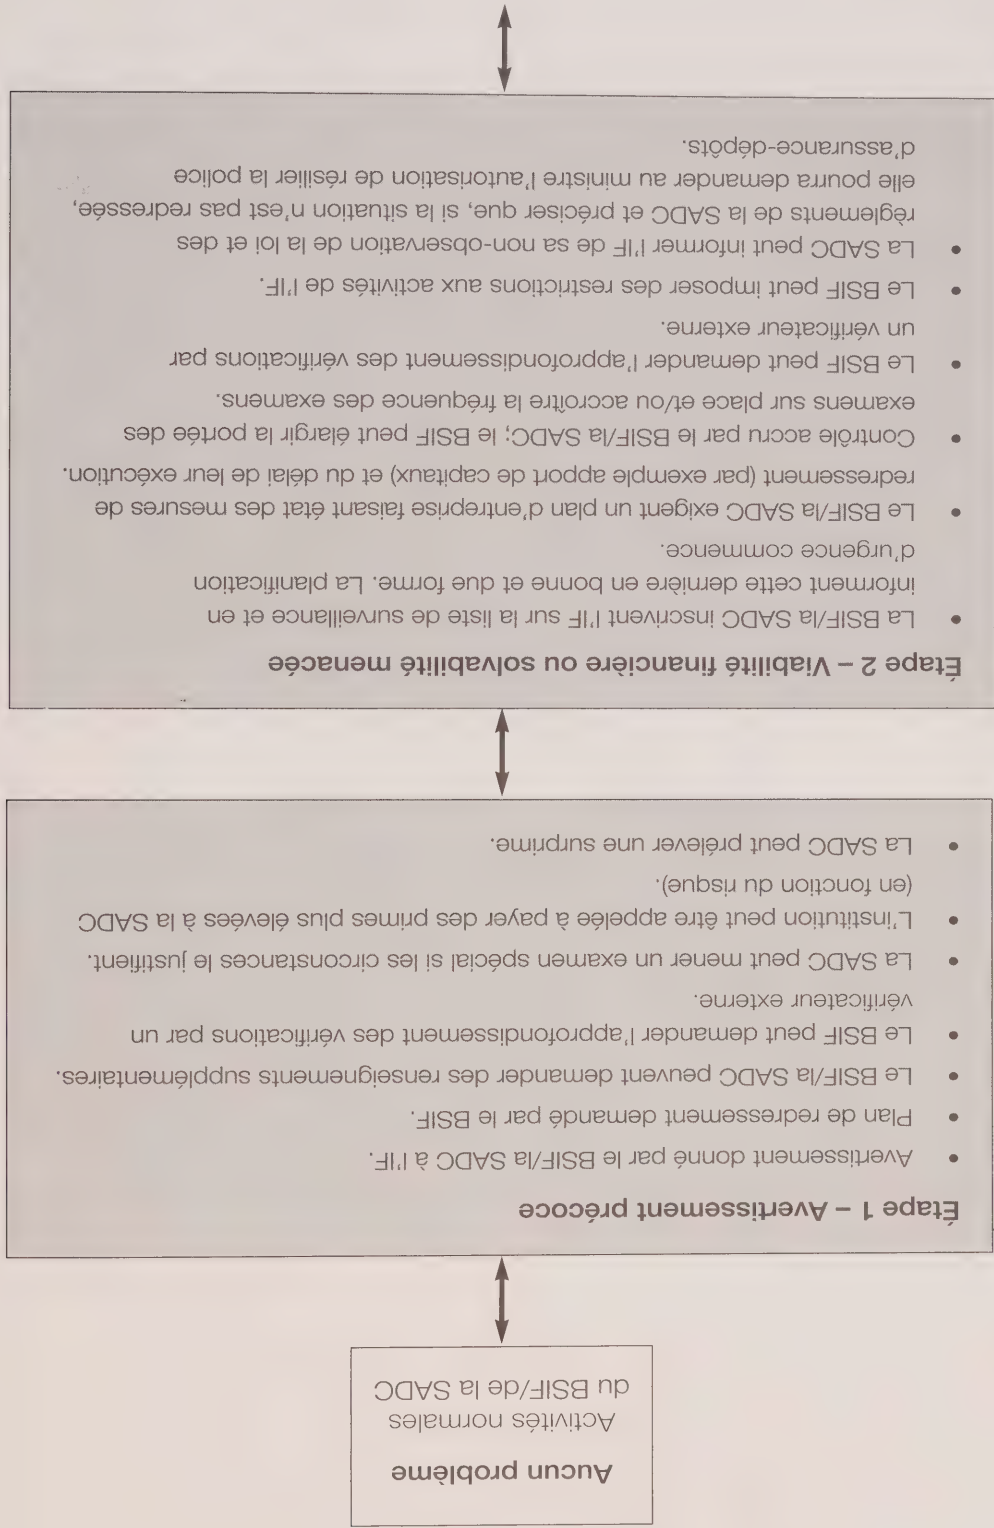 Aucun problème
Activités normales
du BSIF/de la SADC
Étape 1 – Avertissement précoce
• Avertissement donné par le BSIF/la SADC à l'IF.
• Plan de redressement demandé par le BSIF.
• Le BSIF/la SADC peuvent demander des renseignements supplémentaires.
• Le BSIF peut demander l'approfondissement des vérifications par un
vérificateur externe.
• La SADC peut mener un examen spécial si les circonstances le justifient.
• L'institution peut être appelée à payer des primes plus élevées à la SADC
(en fonction du risque).
• La SADC peut prélever une surprime.
Étape 2 – Viabilité financière ou solvabilité menacée
• La BSIF/la SADC inscrivent l'IF sur la liste de surveillance et en
informent cette dernière en bonne et due forme. La planification
d'urgence commence.
• Le BSIF/la SADC exigent un plan d'entreprise faisant état des mesures de
redressement (par exemple apport de capitaux) et du délai de leur exécution.
• Contrôle accru par le BSIF/la SADC; le BSIF peut élargir la portée des
examens sur place et/ou accroître la fréquence des examens.
• Le BSIF peut demander l'approfondissement des vérifications par
un vérificateur externe.
• Le BSIF peut imposer des restrictions aux activités de l'IF.
• La SADC peut informer l'IF de sa non-observation de la loi et des
règlements de la SADC et préciser que, si la situation n'est pas redressée,
elle pourra demander au ministre l'autorisation de résilier la police
d'assurance-dépôts.